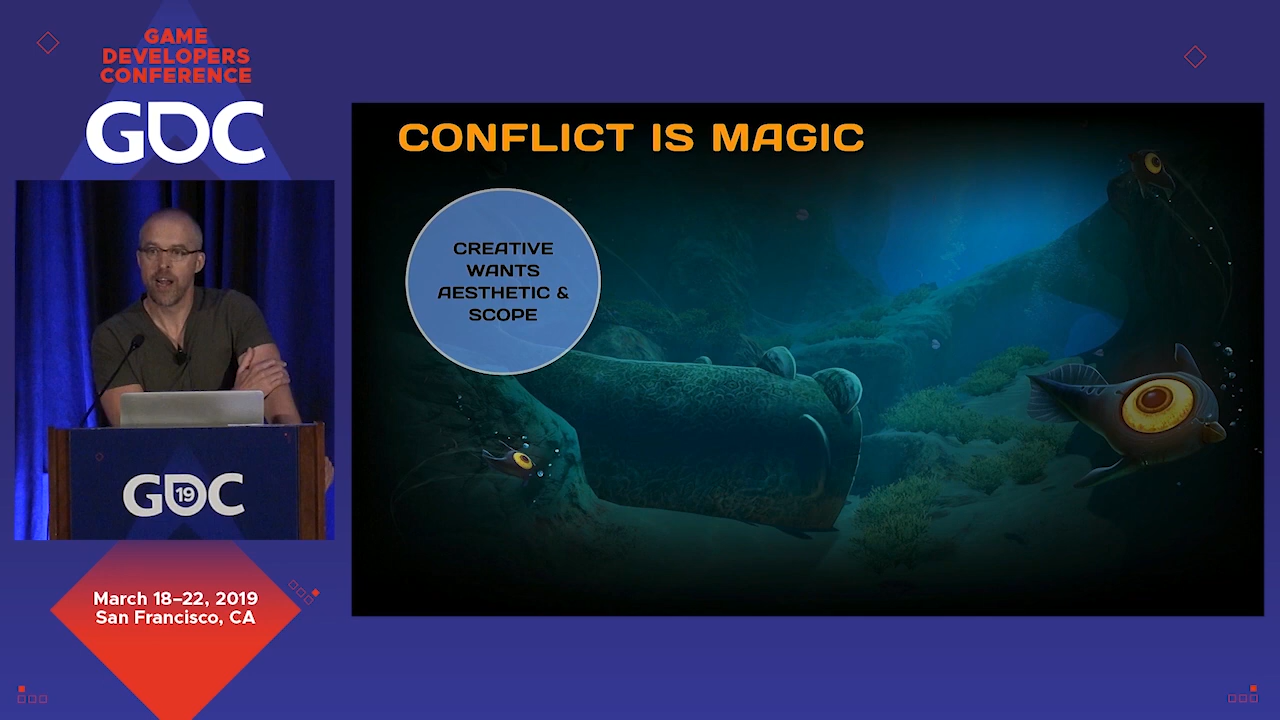 GAME
DEVELOPERS
CONFERENCE
GDC
CONFLICT IS MAGIC
CREATIVE
WANTS
AESTHETIC &
SCOPE
GDC
19
March 18–22, 2019
San Francisco, CA